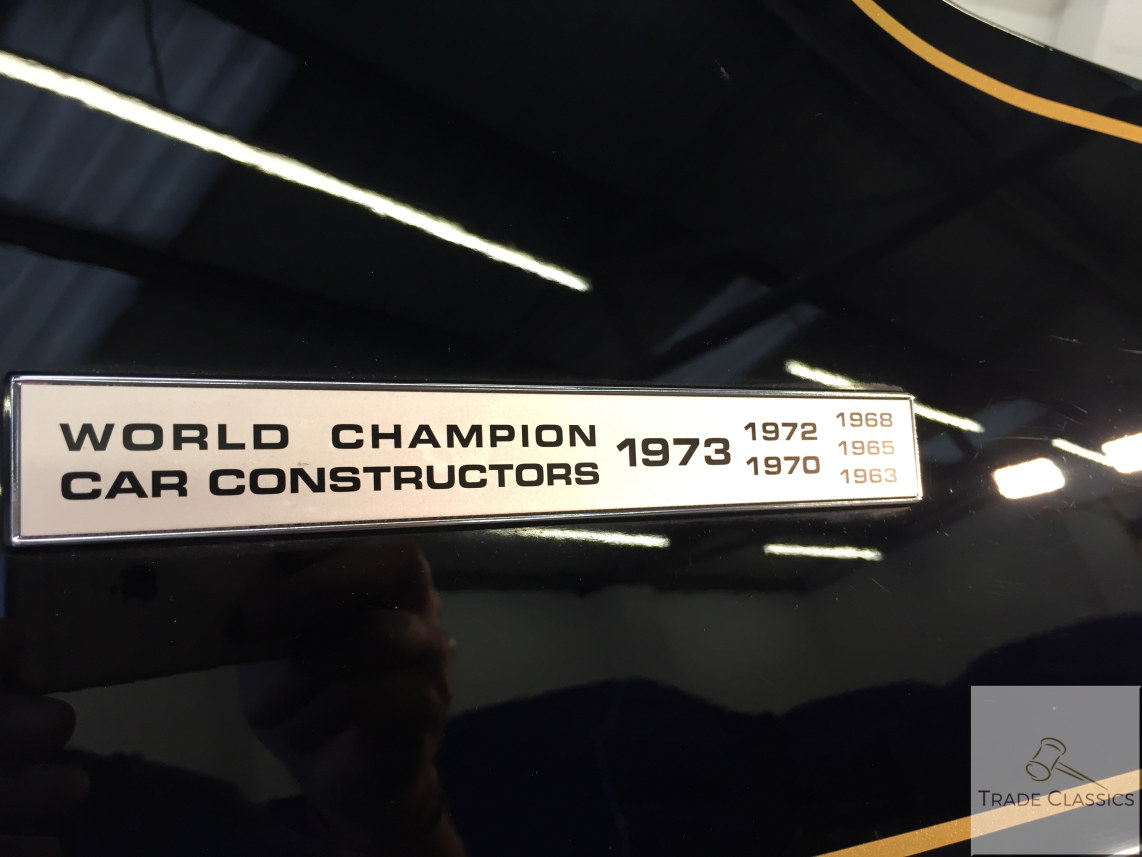 WORLD CHAMPION
CAR CONSTRUCTORS
1973
1972
1970
1968
1965
1963
TRADE CLASSICS